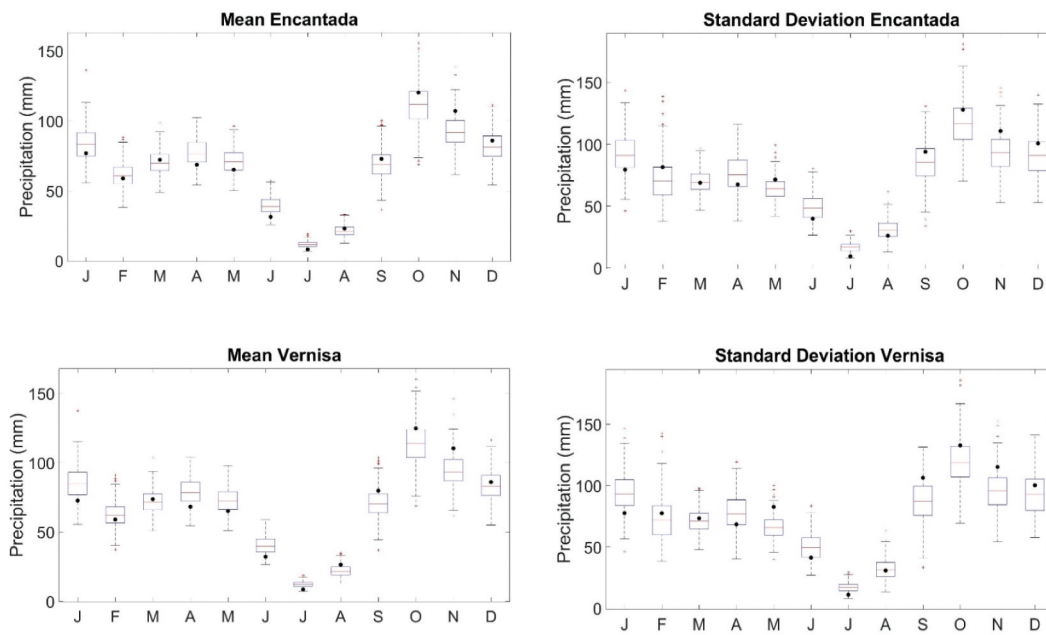 Mean Encantada
Precipitation (mm)
150
100
50
0
J F M A M J J A S O N D
Standard Deviation Encantada
Precipitation (mm)
150
100
50
0
J F M A M J J A S O N D
Mean Vernisa
Precipitation (mm)
150
100
50
0
J F M A M J J A S O N D
Standard Deviation Vernisa
Precipitation (mm)
150
100
50
0
J F M A M J J A S O N D